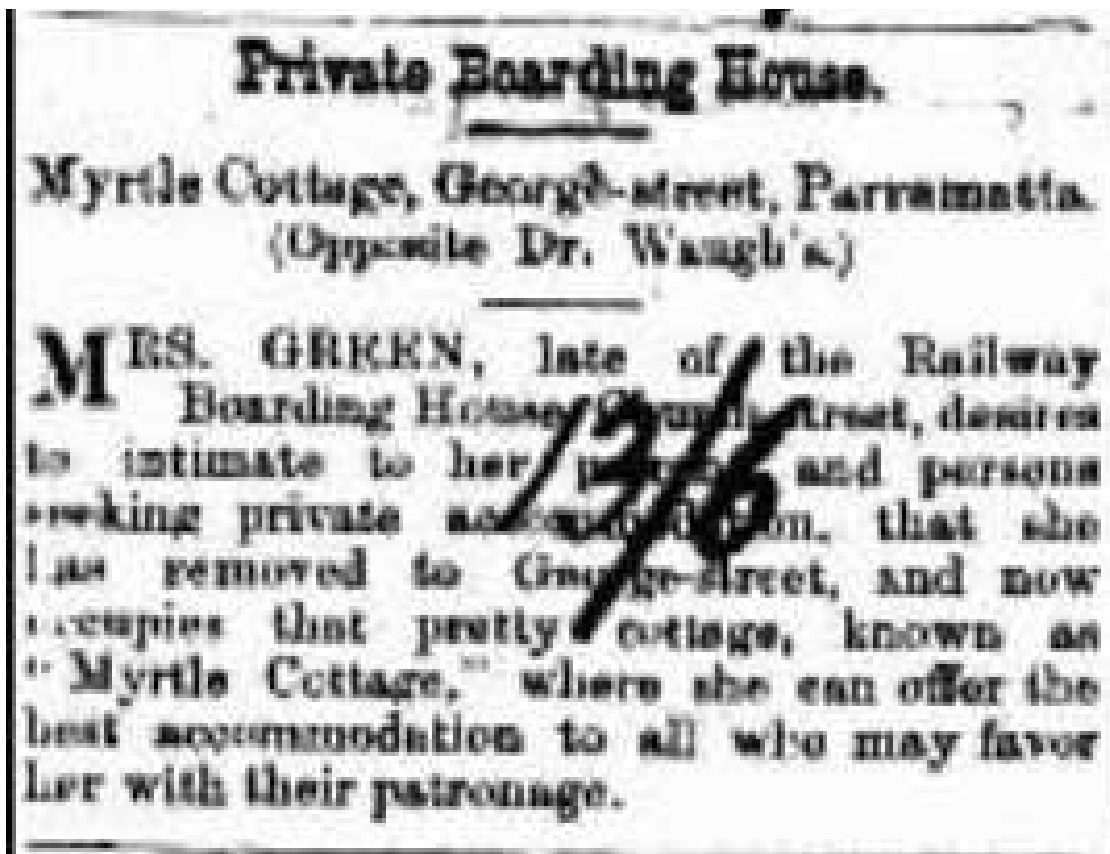 Private Boarding House.
Myrtle Cottage, George-street, Parramatta.
(Opposite Dr. Waugh's.)
MRS. GREEN, late of the Railway
Boarding House, street, desires
to intimate to her and persons
seeking private accommodation, that she
has removed to George-street, and now
occupies that pretty cottage, known as
"Myrtle Cottage," where she can offer the
best accommodation to all who may favor
her with their patronage.
13/6